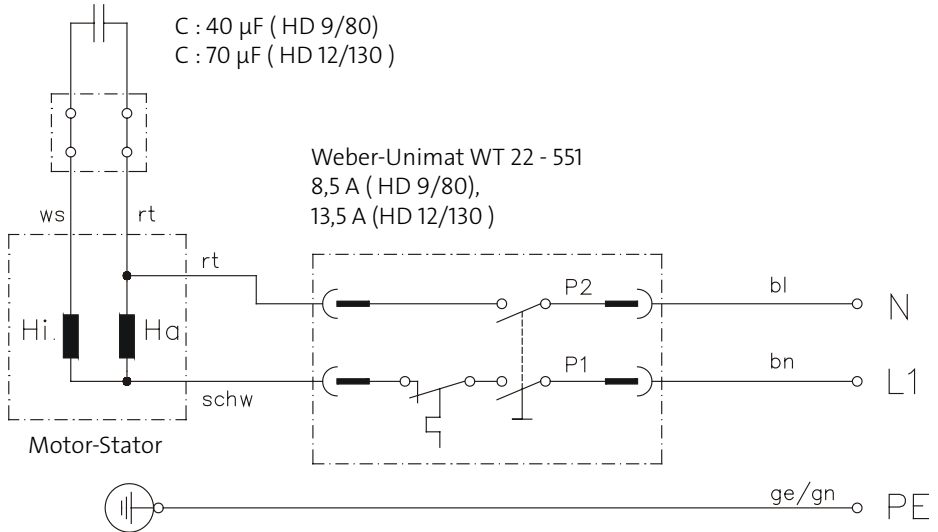 C : 40 µF ( HD 9/80)
C : 70 µF ( HD 12/130 )
Weber-Unimat WT 22 - 551
8,5 A ( HD 9/80),
13,5 A (HD 12/130 )
ws rt
rt
P2 bl N
Hi. Ha
P1 bn L1
schw
Motor-Stator
ge/gn PE